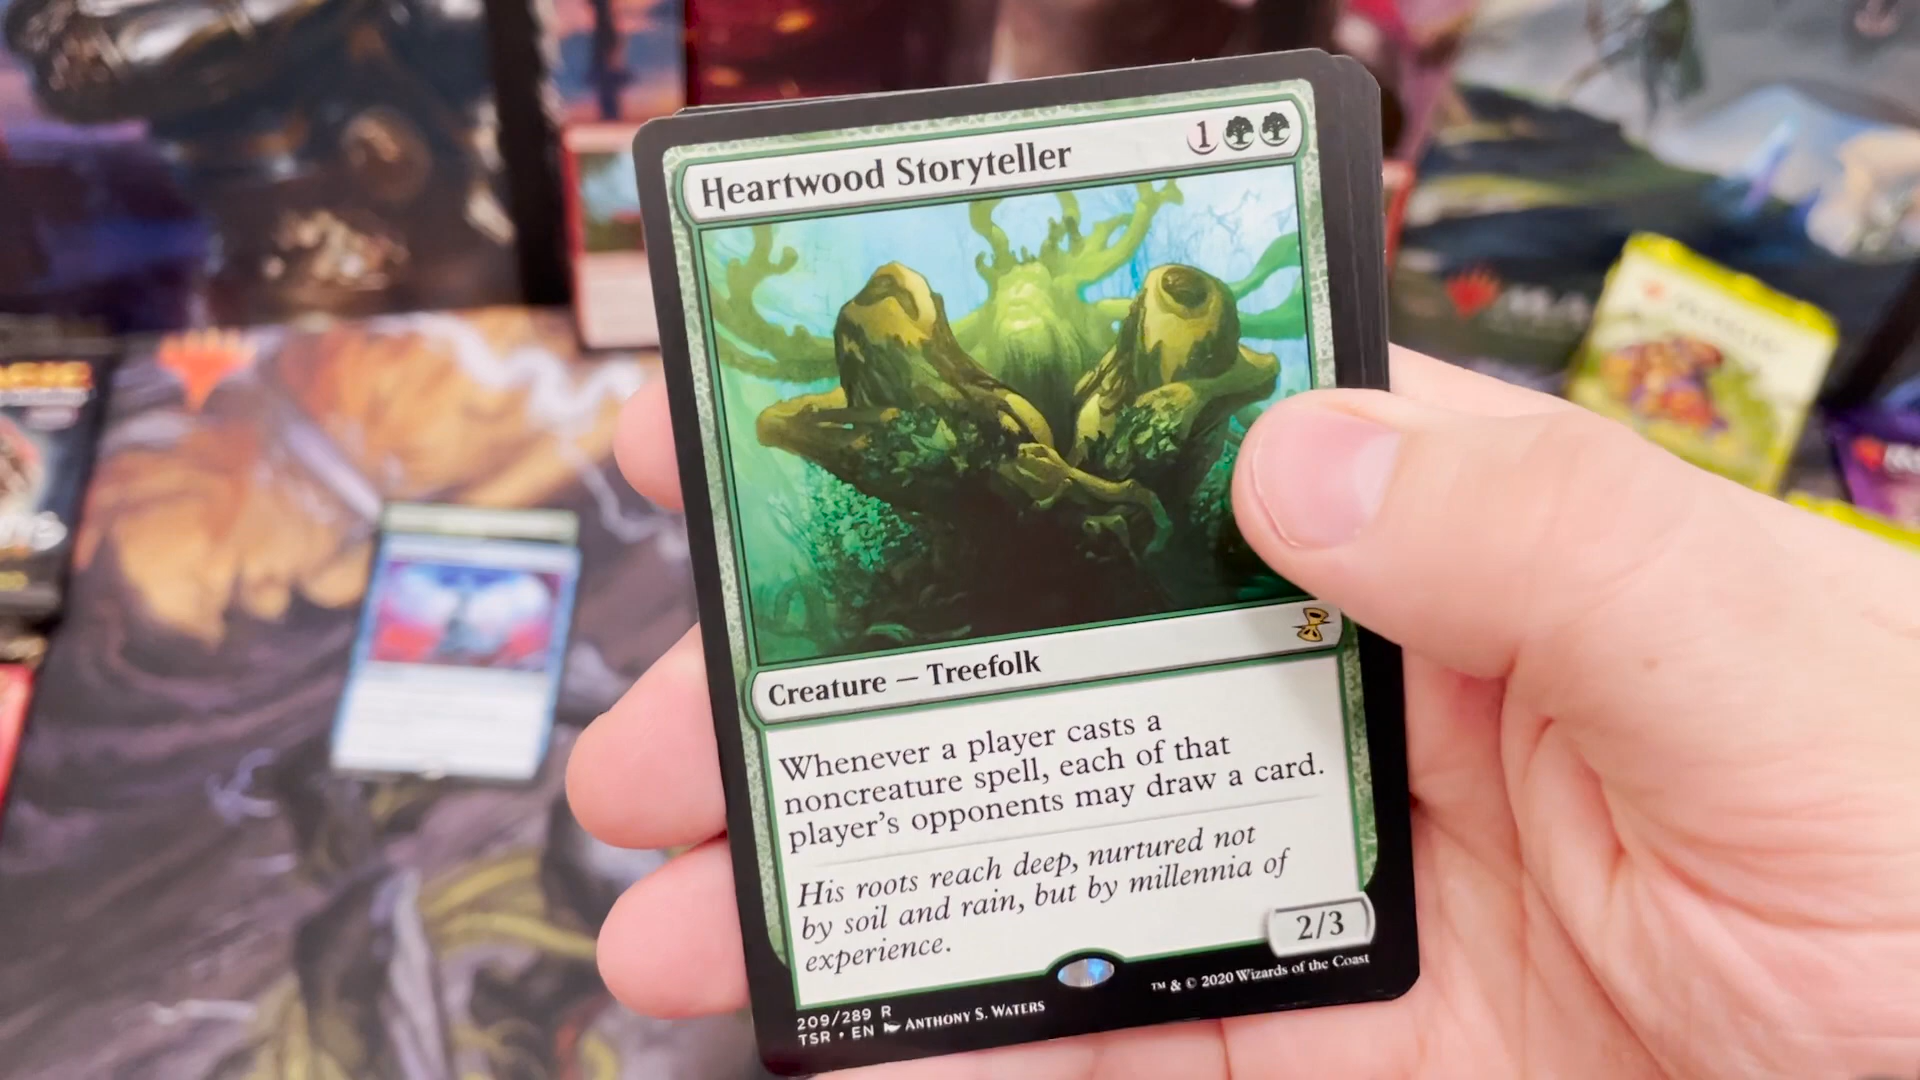 Heartwood Storyteller 1
Creature — Treefolk
Whenever a player casts a
noncreature spell, each of that
player's opponents may draw a card.
His roots reach deep, nurtured not
by soil and rain, but by millennia of
experience.
2/3
209/289 R
TSR • EN ANTHONY S. WATERS
™ & © 2020 Wizards of the Coast